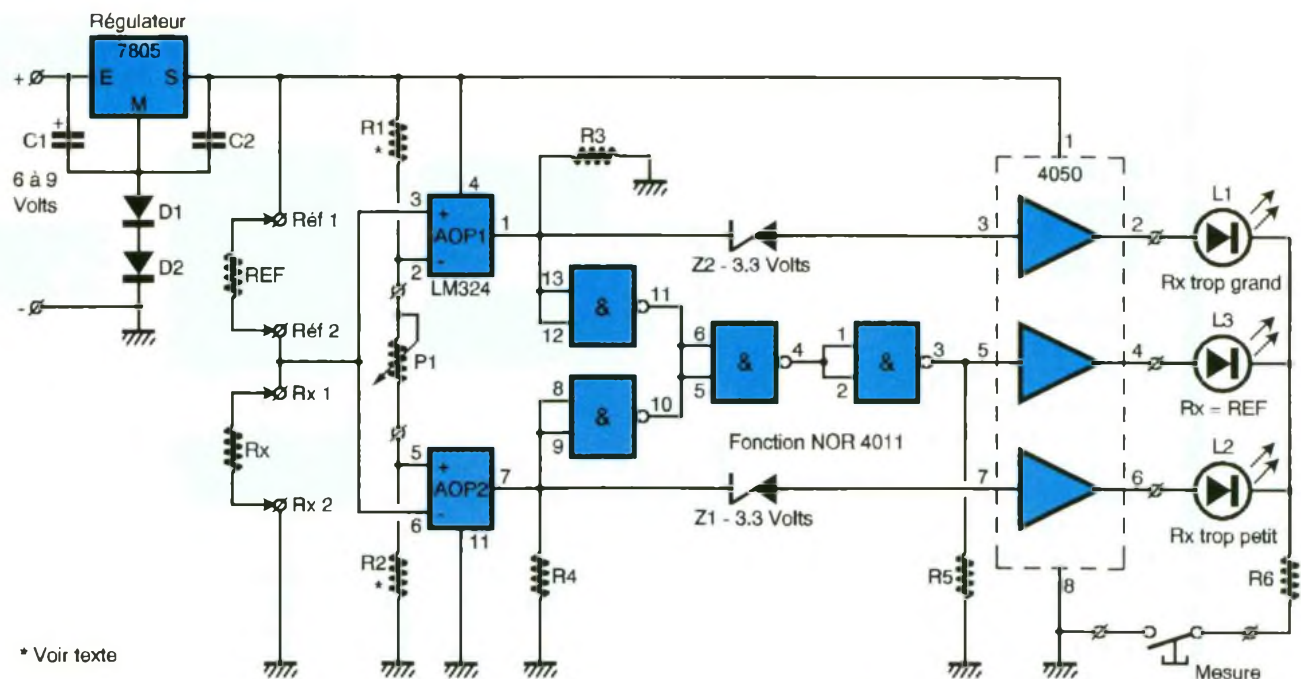 Régulateur
7805
+
E
S
M
C1
+
C2
6 à 9
Volts
D1
D2
-
Réf 1
REF
Réf 2
Rx 1
Rx
Rx 2
R1
*
P1
R2
*
3
+
4
AOP1
1
-
2
LM324
5
+
AOP2
7
-
6
11
R3
R4
Z2 - 3.3 Volts
13
12
&
11
8
9
&
10
6
5
&
4
1
2
&
3
Fonction NOR 4011
Z1 - 3.3 Volts
R5
1
4050
3
2
5
4
7
6
8
L1
Rx trop grand
L3
Rx = REF
L2
Rx trop petit
R6
Mesure
* Voir texte